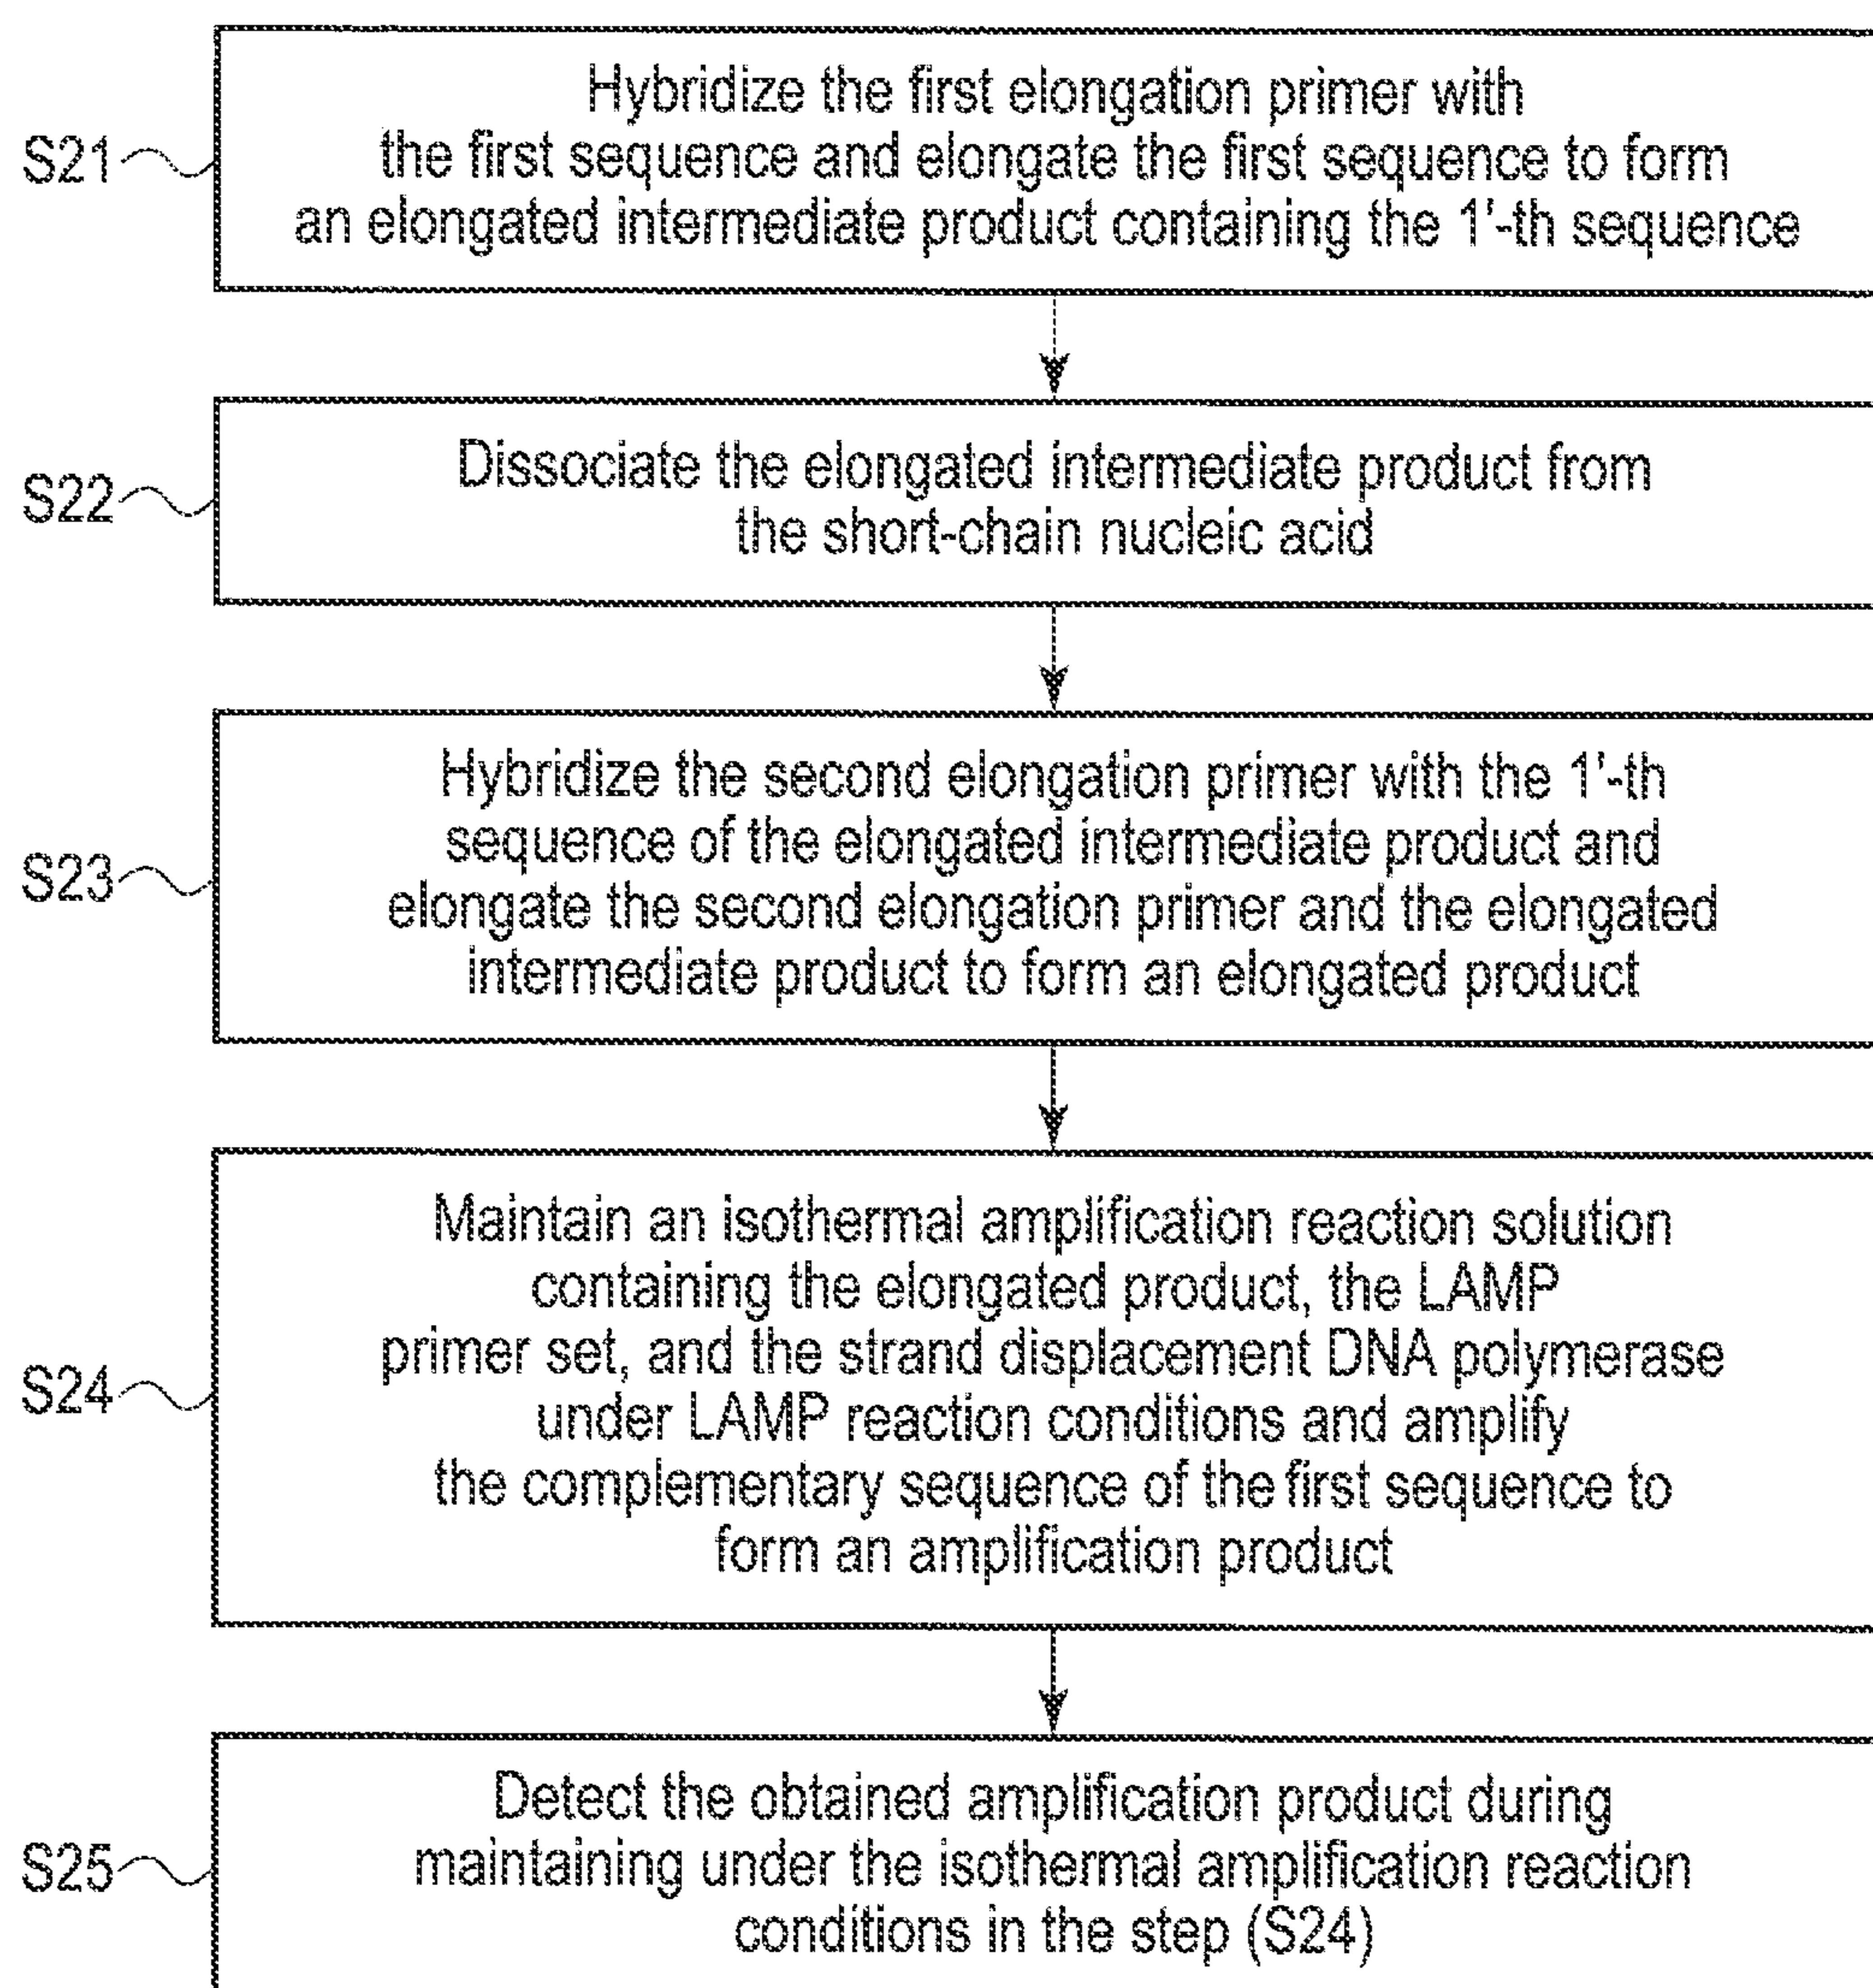 S21
Hybridize the first elongation primer with
the first sequence and elongate the first sequence to form
an elongated intermediate product containing the 1'-th sequence
S22
Dissociate the elongated intermediate product from
the short-chain nucleic acid
S23
Hybridize the second elongation primer with the 1'-th
sequence of the elongated intermediate product and
elongate the second elongation primer and the elongated
intermediate product to form an elongated product
S24
Maintain an isothermal amplification reaction solution
containing the elongated product, the LAMP
primer set, and the strand displacement DNA polymerase
under LAMP reaction conditions and amplify
the complementary sequence of the first sequence to
form an amplification product
S25
Detect the obtained amplification product during
maintaining under the isothermal amplification reaction
conditions in the step (S24)